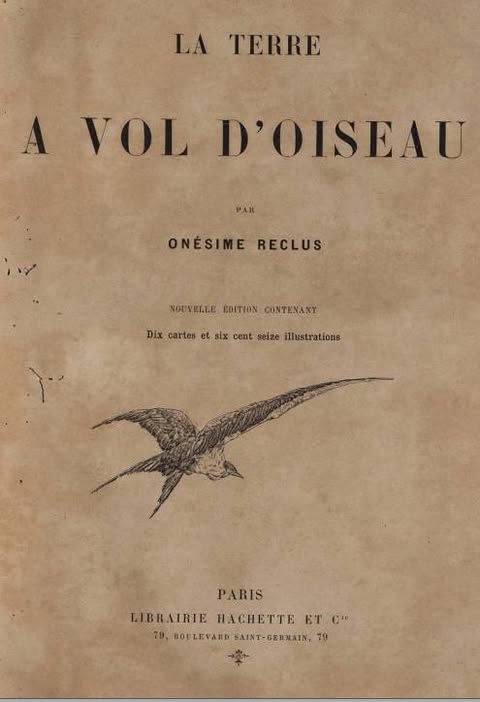 LA TERRE
A VOL D'OISEAU
PAR
ONÉSIME RECLUS
NOUVELLE ÉDITION CONTENANT
Dix cartes et six cent seize illustrations
PARIS
LIBRAIRIE HACHETTE ET Cie
79, BOULEVARD SAINT-GERMAIN, 79